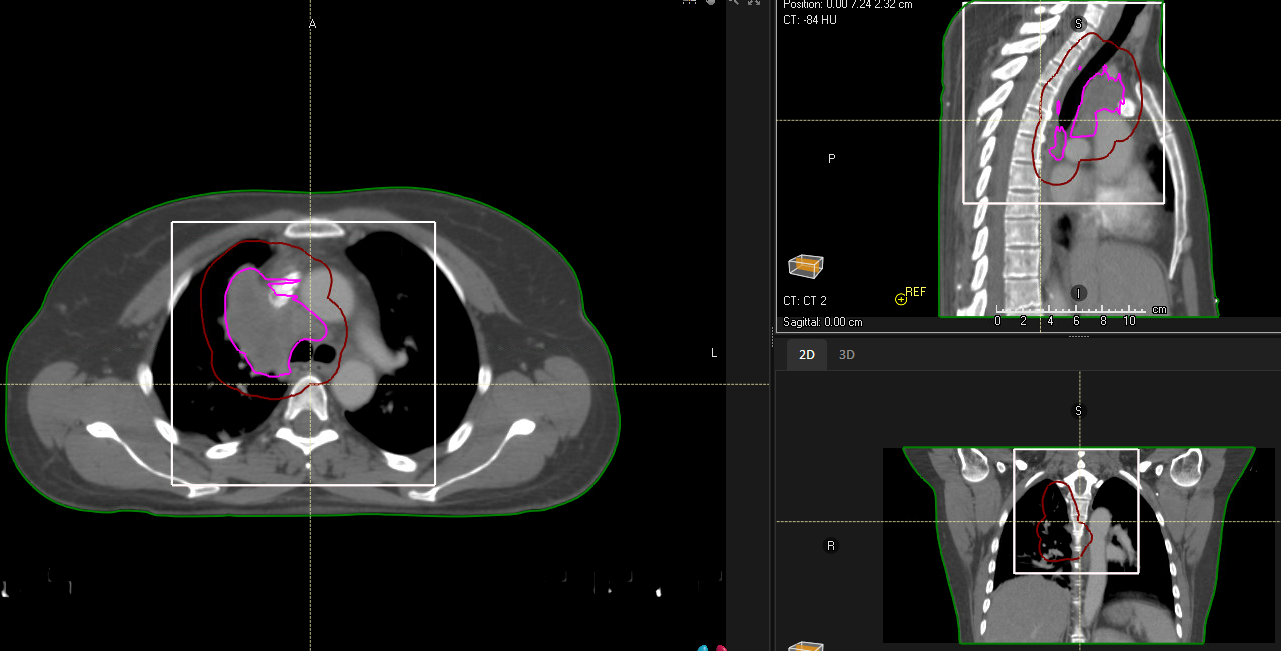 A
L
Position: 0.00 7.24 2.32 cm
CT: -84 HU
S
P
CT: CT 2
REF
I
cm
0 2 4 6 8 10
Sagittal: 0.00 cm
2D 3D
S
R